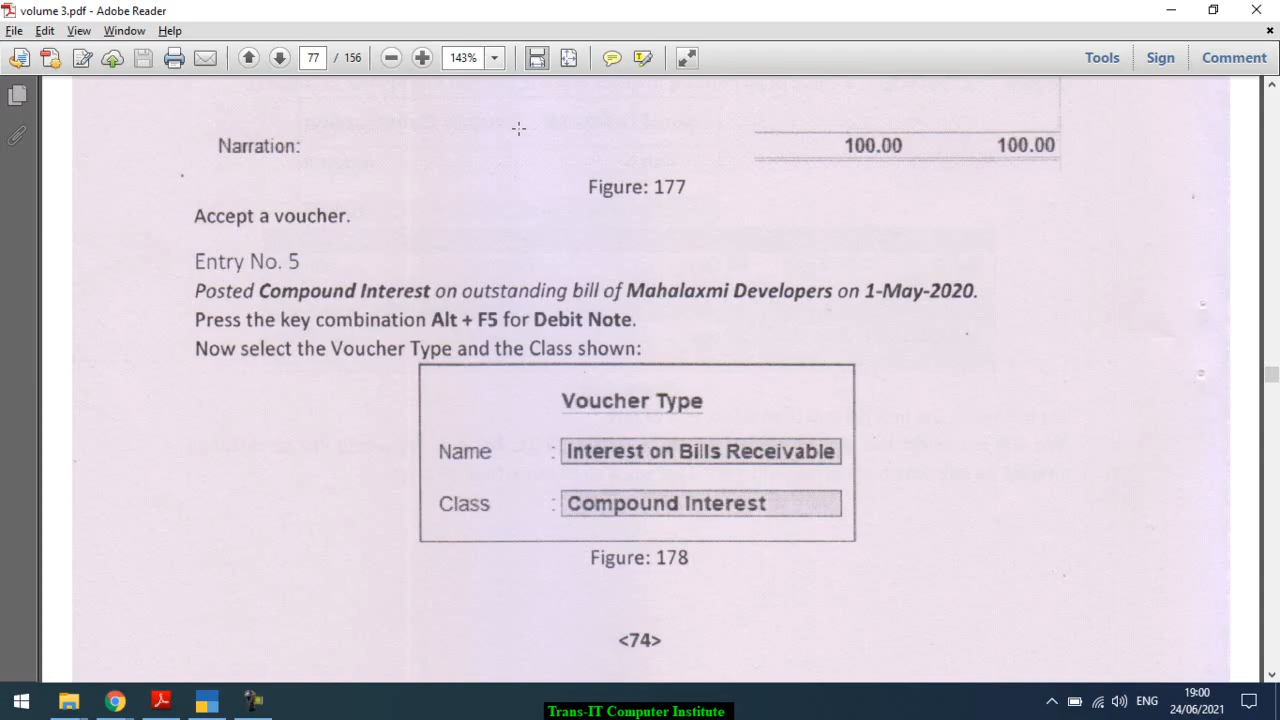 volume 3.pdf - Adobe Reader
File Edit View Window Help
77 / 156 143% Tools Sign Comment
Narration: 100.00 100.00
Figure: 177
Accept a voucher.
Entry No. 5
Posted Compound Interest on outstanding bill of Mahalaxmi Developers on 1-May-2020.
Press the key combination Alt + F5 for Debit Note.
Now select the Voucher Type and the Class shown:
Voucher Type
Name : Interest on Bills Receivable
Class : Compound Interest
Figure: 178
<74>
ENG 19:00
24/06/2021
Trans-IT Computer Institute